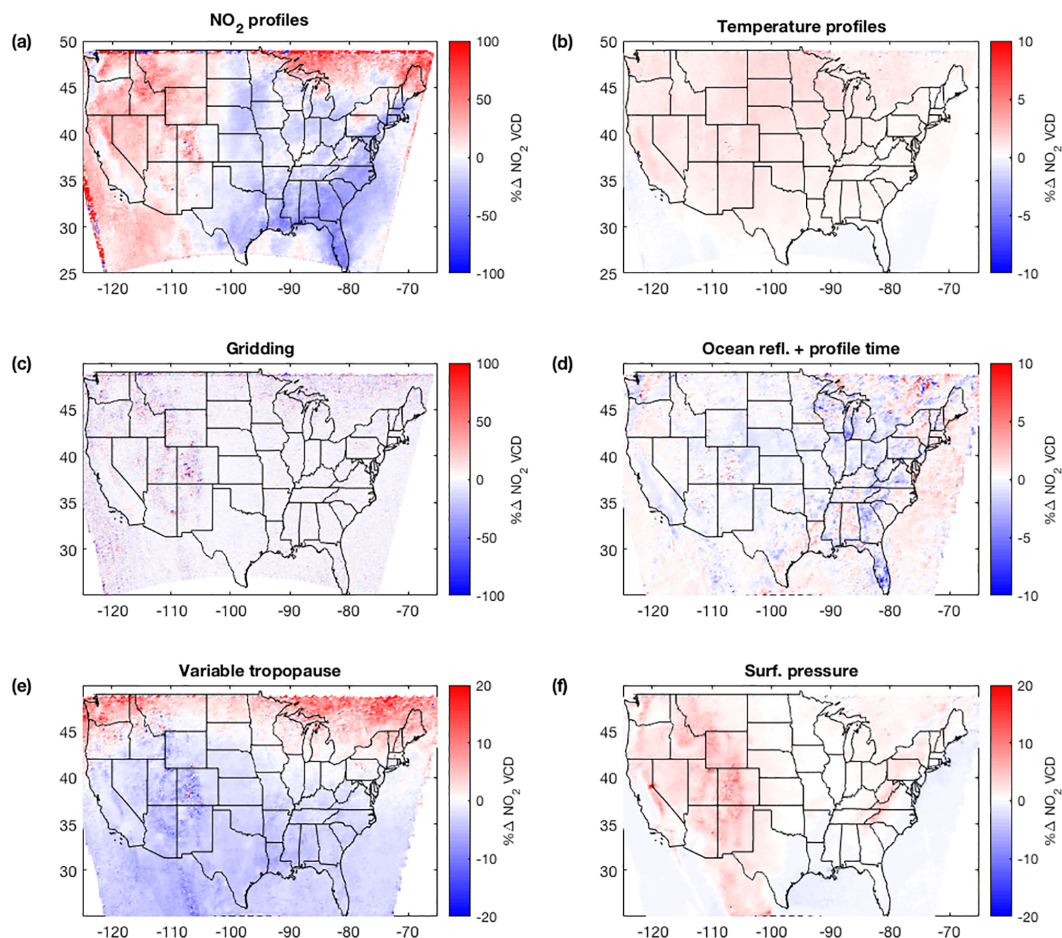 (a)
NO2 profiles
50
45
40
35
30
25
-120 -110 -100 -90 -80 -70
100
50
0
-50
-100
%Δ NO2 VCD
(b)
Temperature profiles
45
40
35
30
-120 -110 -100 -90 -80 -70
10
5
0
-5
-10
%Δ NO2 VCD
(c)
Gridding
45
40
35
30
-120 -110 -100 -90 -80 -70
100
50
0
-50
-100
%Δ NO2 VCD
(d)
Ocean refl. + profile time
45
40
35
30
-120 -110 -100 -90 -80 -70
10
5
0
-5
-10
%Δ NO2 VCD
(e)
Variable tropopause
45
40
35
30
-120 -110 -100 -90 -80 -70
20
10
0
-10
-20
%Δ NO2 VCD
(f)
Surf. pressure
45
40
35
30
-120 -110 -100 -90 -80 -70
20
10
0
-10
-20
%Δ NO2 VCD